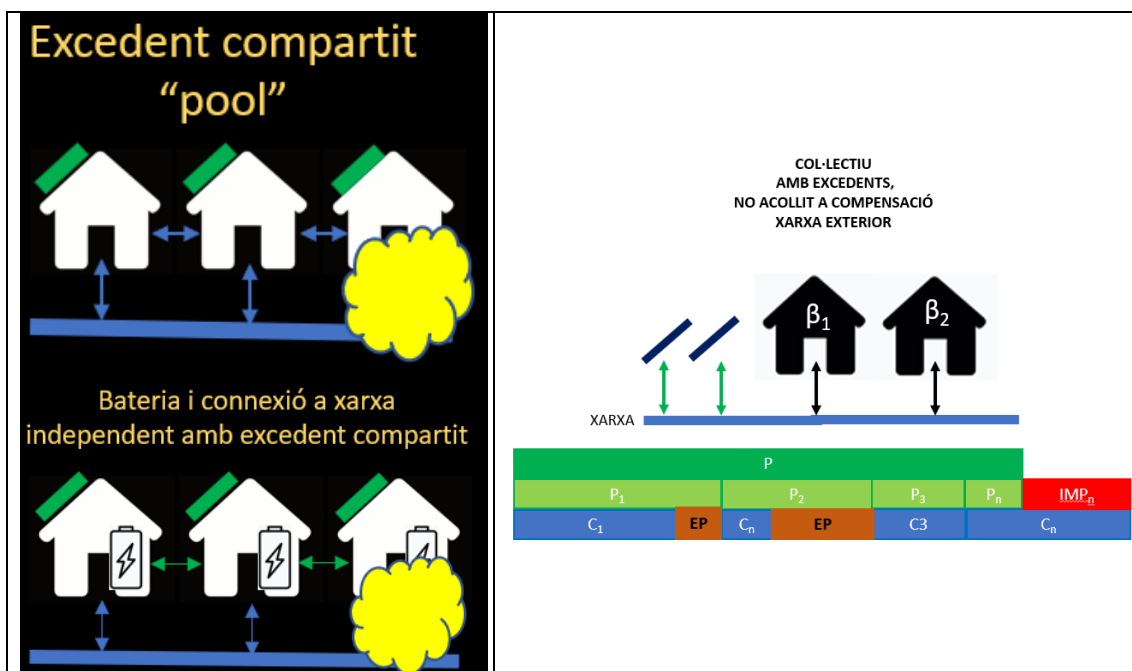 Excedent compartit
“pool”
Bateria i connexió a xarxa
independent amb excedent compartit
COL·LECTIU
AMB EXCEDENTS,
NO ACOLLIT A COMPENSACIÓ
XARXA EXTERIOR
β₁ β₂
XARXA
P
P₁ P₂ P₃ Pₙ IMPₙ
C₁ EP Cₙ EP C3 Cₙ